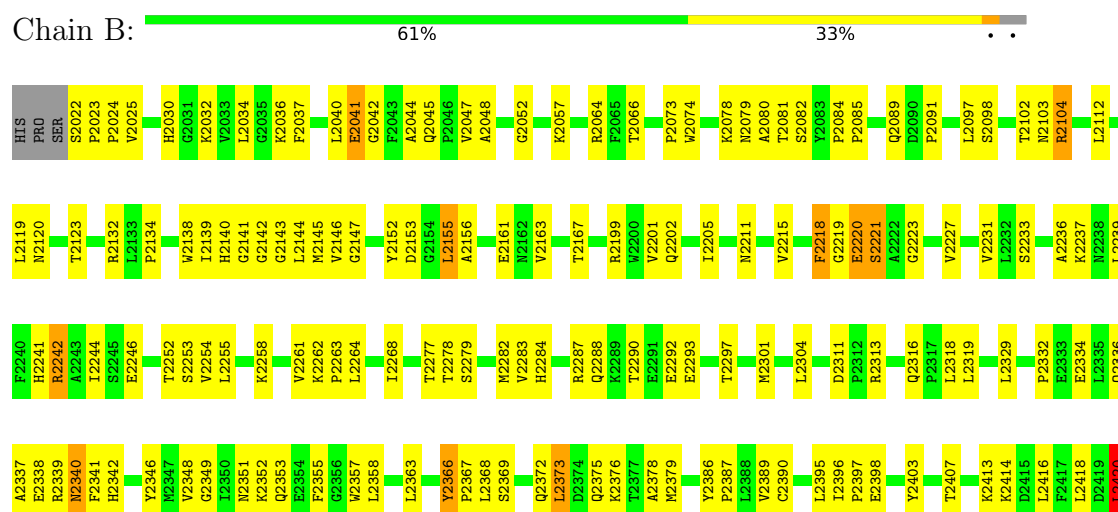 Chain B:
61% 33% • •
HIS PRO SER S2022 P2023 P2024 V2025 H2030 G2031 K2032 V2033 L2034 G2035 K2036 F2037 L2040 E2041 G2042 F2043 A2044 Q2045 P2046 V2047 A2048 G2052 K2057 R2064 F2065 T2066 P2073 W2074 K2078 N2079 A2080 T2081 S2082 Y2083 P2084 P2085 Q2089 D2090 P2091 L2097 S2098 T2102 N2103 R2104 L2112
L2119 N2120 T2123 R2132 L2133 P2134 W2138 I2139 H2140 G2141 G2142 G2143 L2144 M2145 V2146 G2147 Y2152 D2153 G2154 L2155 A2156 E2161 N2162 V2163 T2167 R2199 W2200 V2201 Q2202 I2205 N2211 V2215 F2218 G2219 E2220 S2221 A2222 G2223 V2227 V2231 L2232 S2233 A2236 K2237 N2238 L2239
F2240 H2241 R2242 A2243 I2244 S2245 E2246 T2252 S2253 V2254 L2255 K2258 V2261 K2262 P2263 L2264 I2268 T2277 T2278 S2279 M2282 V2283 H2284 R2287 Q2288 K2289 T2290 E2291 E2292 E2293 T2297 M2301 L2304 D2311 P2312 R2313 Q2316 P2317 L2318 L2319 L2329 P2332 E2333 E2334 L2335
A2337 E2338 R2339 N2340 F2341 H2342 Y2346 M2347 V2348 G2349 I2350 N2351 K2352 Q2353 E2354 F2355 G2356 W2357 L2358 L2363 Y2366 P2367 L2368 S2369 Q2372 L2373 D2374 Q2375 K2376 T2377 A2378 M2379 Y2386 P2387 L2388 V2389 C2390 L2395 I2396 P2397 E2398 Y2403 T2407 K2413 K2414 D2415 L2416 F2417 L2418 D2419